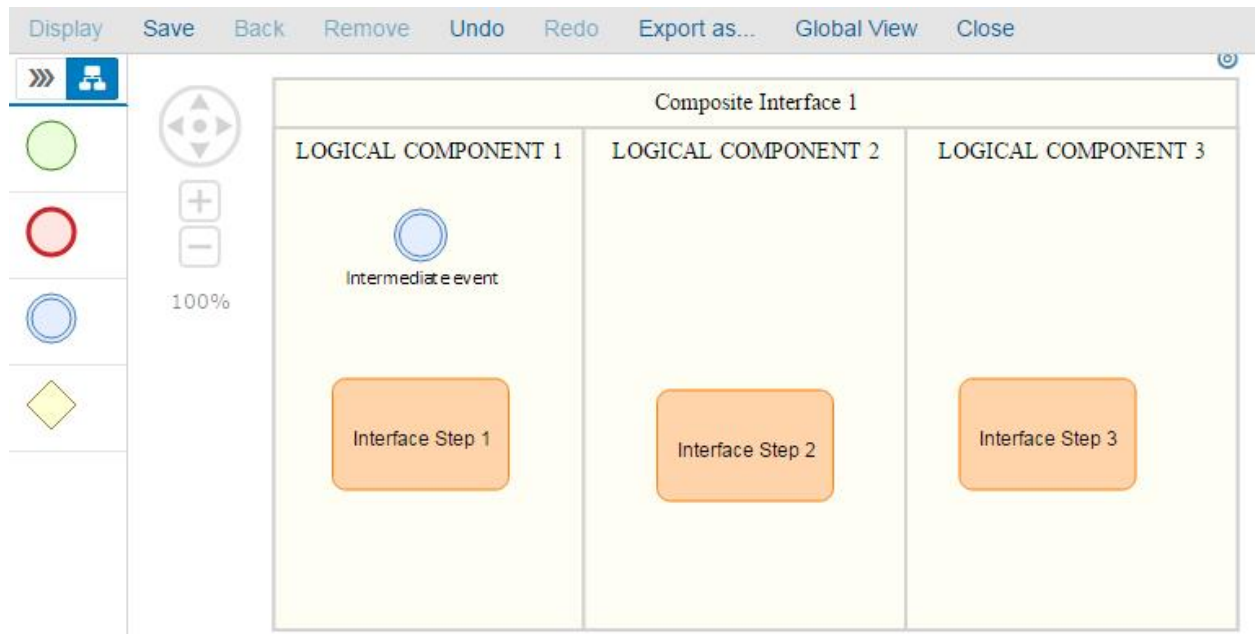 Display Save Back Remove Undo Redo Export as... Global View Close
Composite Interface 1
LOGICAL COMPONENT 1 LOGICAL COMPONENT 2 LOGICAL COMPONENT 3
Intermediate event
100%
Interface Step 1 Interface Step 2 Interface Step 3